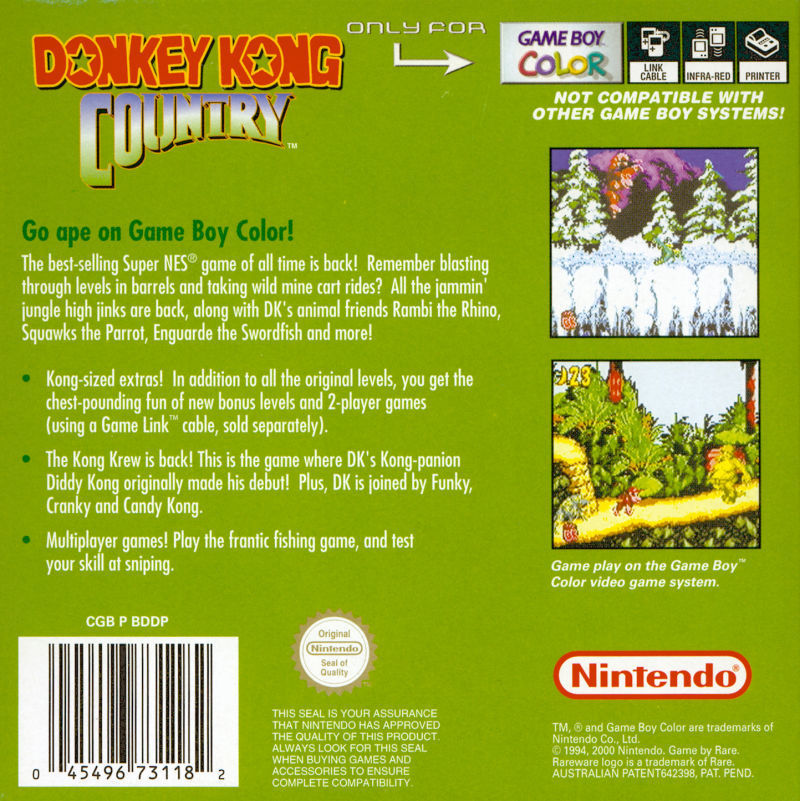 DONKEY KONG
COUNTRY™
ONLY FOR
GAME BOY
COLOR
LINK
CABLE
INFRA-RED
PRINTER
NOT COMPATIBLE WITH
OTHER GAME BOY SYSTEMS!
Go ape on Game Boy Color!
The best-selling Super NES® game of all time is back! Remember blasting
through levels in barrels and taking wild mine cart rides? All the jammin'
jungle high jinks are back, along with DK's animal friends Rambi the Rhino,
Squawks the Parrot, Enguarde the Swordfish and more!
• Kong-sized extras! In addition to all the original levels, you get the
chest-pounding fun of new bonus levels and 2-player games
(using a Game Link™ cable, sold separately).
• The Kong Krew is back! This is the game where DK's Kong-panion
Diddy Kong originally made his debut! Plus, DK is joined by Funky,
Cranky and Candy Kong.
• Multiplayer games! Play the frantic fishing game, and test
your skill at sniping.
123
Game play on the Game Boy™
Color video game system.
CGB P BDDP
0 45496 73118 2
Original
Nintendo
Seal of
Quality
THIS SEAL IS YOUR ASSURANCE
THAT NINTENDO HAS APPROVED
THE QUALITY OF THIS PRODUCT.
ALWAYS LOOK FOR THIS SEAL
WHEN BUYING GAMES AND
ACCESSORIES TO ENSURE
COMPLETE COMPATIBILITY.
Nintendo®
TM, ® and Game Boy Color are trademarks of
Nintendo Co., Ltd.
© 1994, 2000 Nintendo. Game by Rare.
Rareware logo is a trademark of Rare.
AUSTRALIAN PATENT642398, PAT. PEND.